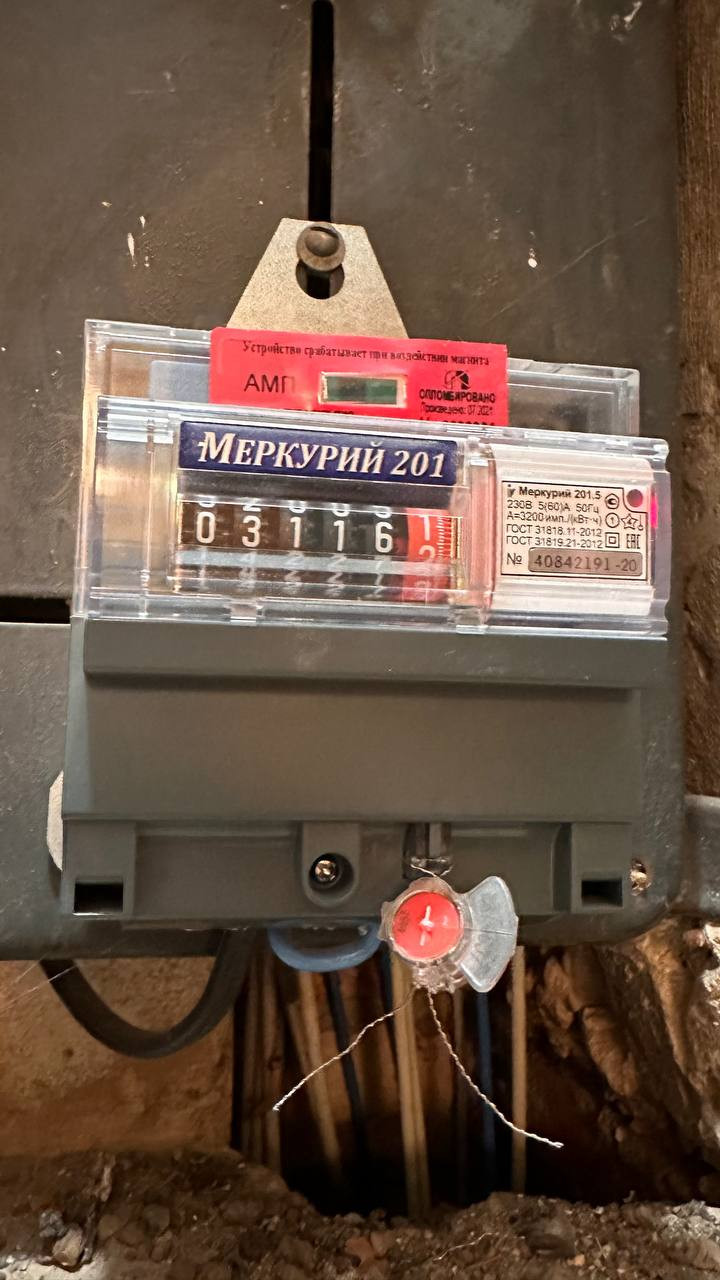 Устройство срабатывает при воздействии магнита
АМП
ОПЛОМБИРОВАНО
Произведено: 07.2021
МЕРКУРИЙ 201
0 3 1 1 6 1
Меркурий 201.5
230В 5(60)А 50Гц
А=3200 имп./(кВт·ч)
ГОСТ 31818.11-2012
ГОСТ 31819.21-2012
ЕАС
№ 40842191-20